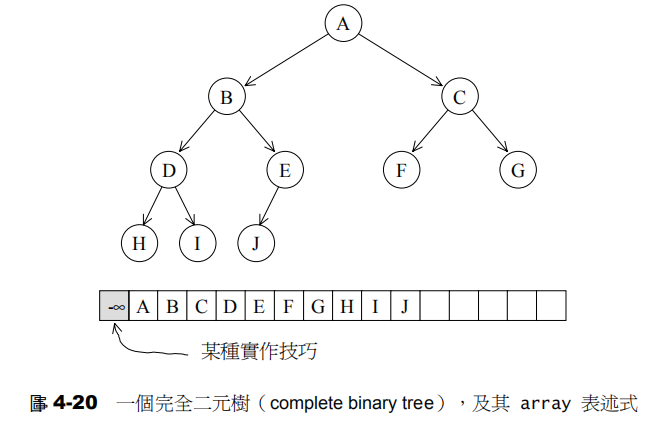 A
B C
D E F G
H I J
-∞ A B C D E F G H I J
某種實作技巧
圖 4-20 一個完全二元樹（complete binary tree），及其 array 表述式